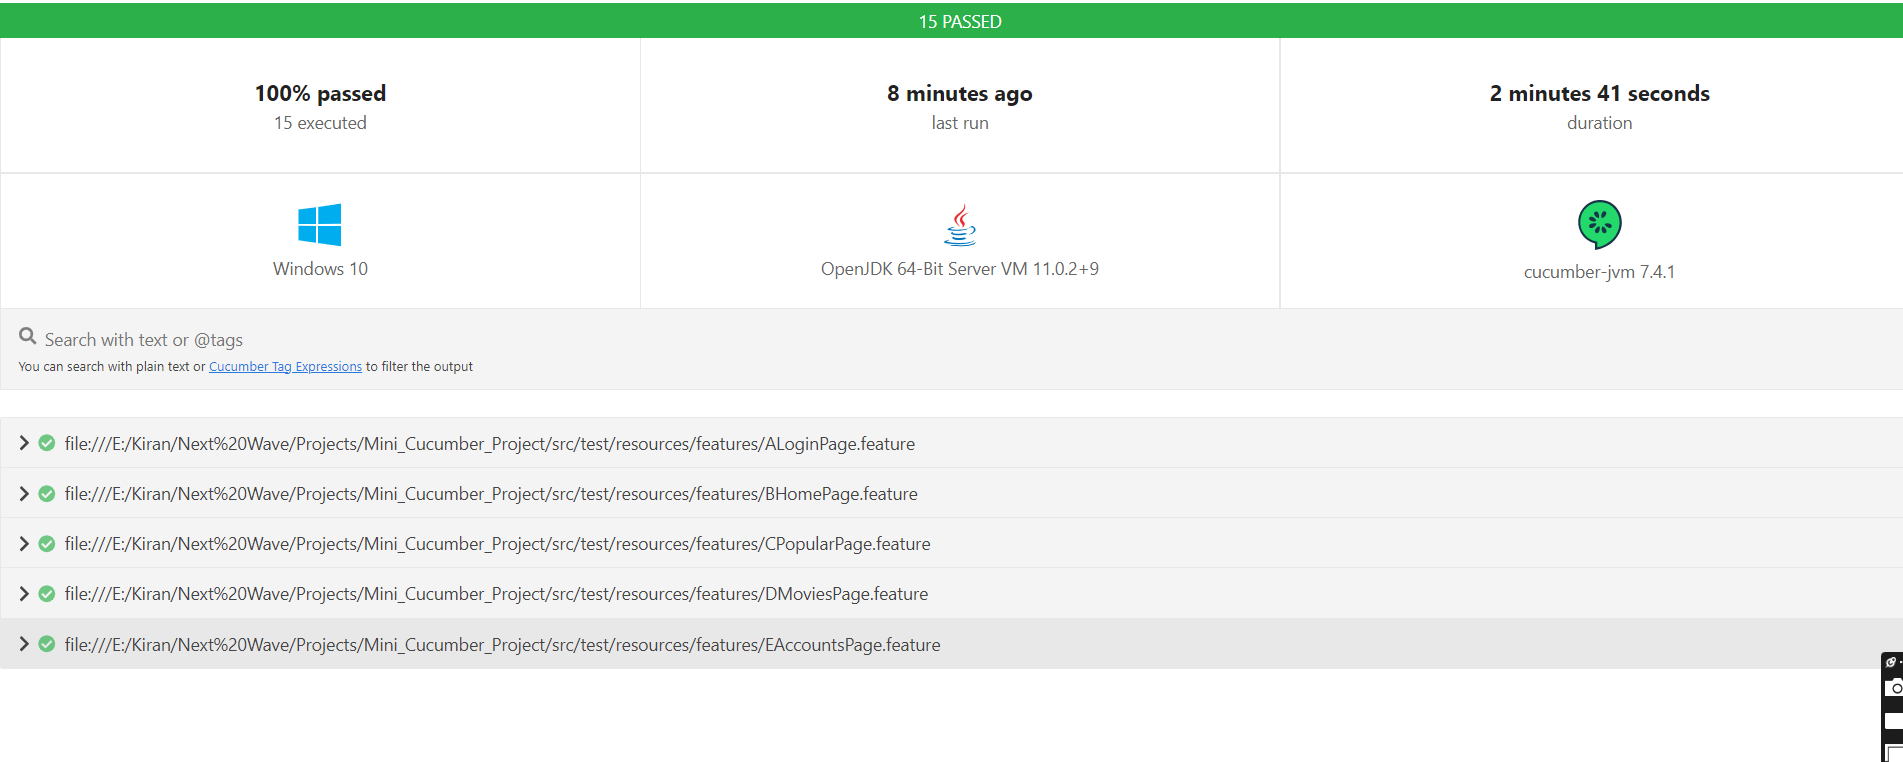 15 PASSED
100% passed
15 executed
8 minutes ago
last run
2 minutes 41 seconds
duration
Windows 10
OpenJDK 64-Bit Server VM 11.0.2+9
cucumber-jvm 7.4.1
Search with text or @tags
You can search with plain text or Cucumber Tag Expressions to filter the output
file:///E:/Kiran/Next%20Wave/Projects/Mini_Cucumber_Project/src/test/resources/features/ALoginPage.feature
file:///E:/Kiran/Next%20Wave/Projects/Mini_Cucumber_Project/src/test/resources/features/BHomePage.feature
file:///E:/Kiran/Next%20Wave/Projects/Mini_Cucumber_Project/src/test/resources/features/CPopularPage.feature
file:///E:/Kiran/Next%20Wave/Projects/Mini_Cucumber_Project/src/test/resources/features/DMoviesPage.feature
file:///E:/Kiran/Next%20Wave/Projects/Mini_Cucumber_Project/src/test/resources/features/EAccountsPage.feature